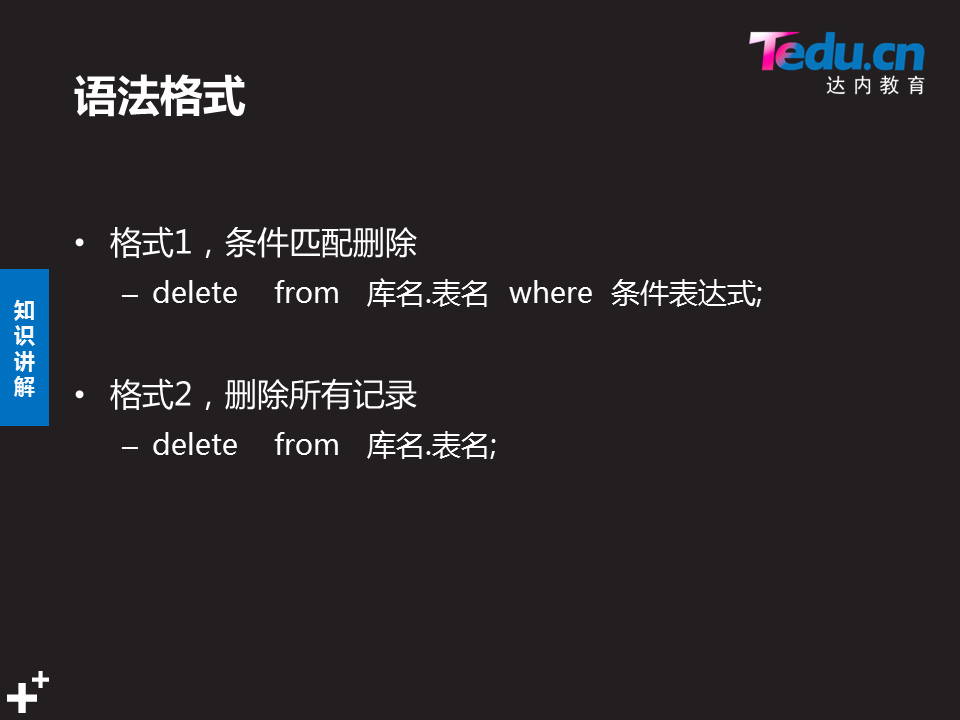 Tedu.cn
达内教育
语法格式
• 格式1，条件匹配删除
– delete from 库名.表名 where 条件表达式;
知识讲解
• 格式2，删除所有记录
– delete from 库名.表名;